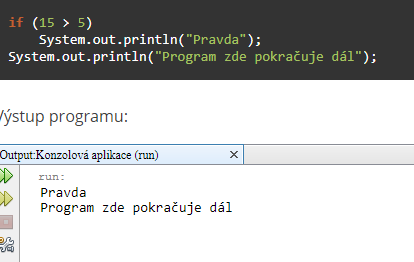 if (15 > 5)
System.out.println("Pravda");
System.out.println("Program zde pokračuje dál");
Výstup programu:
Output:Konzolová aplikace (run)
run:
Pravda
Program zde pokračuje dál